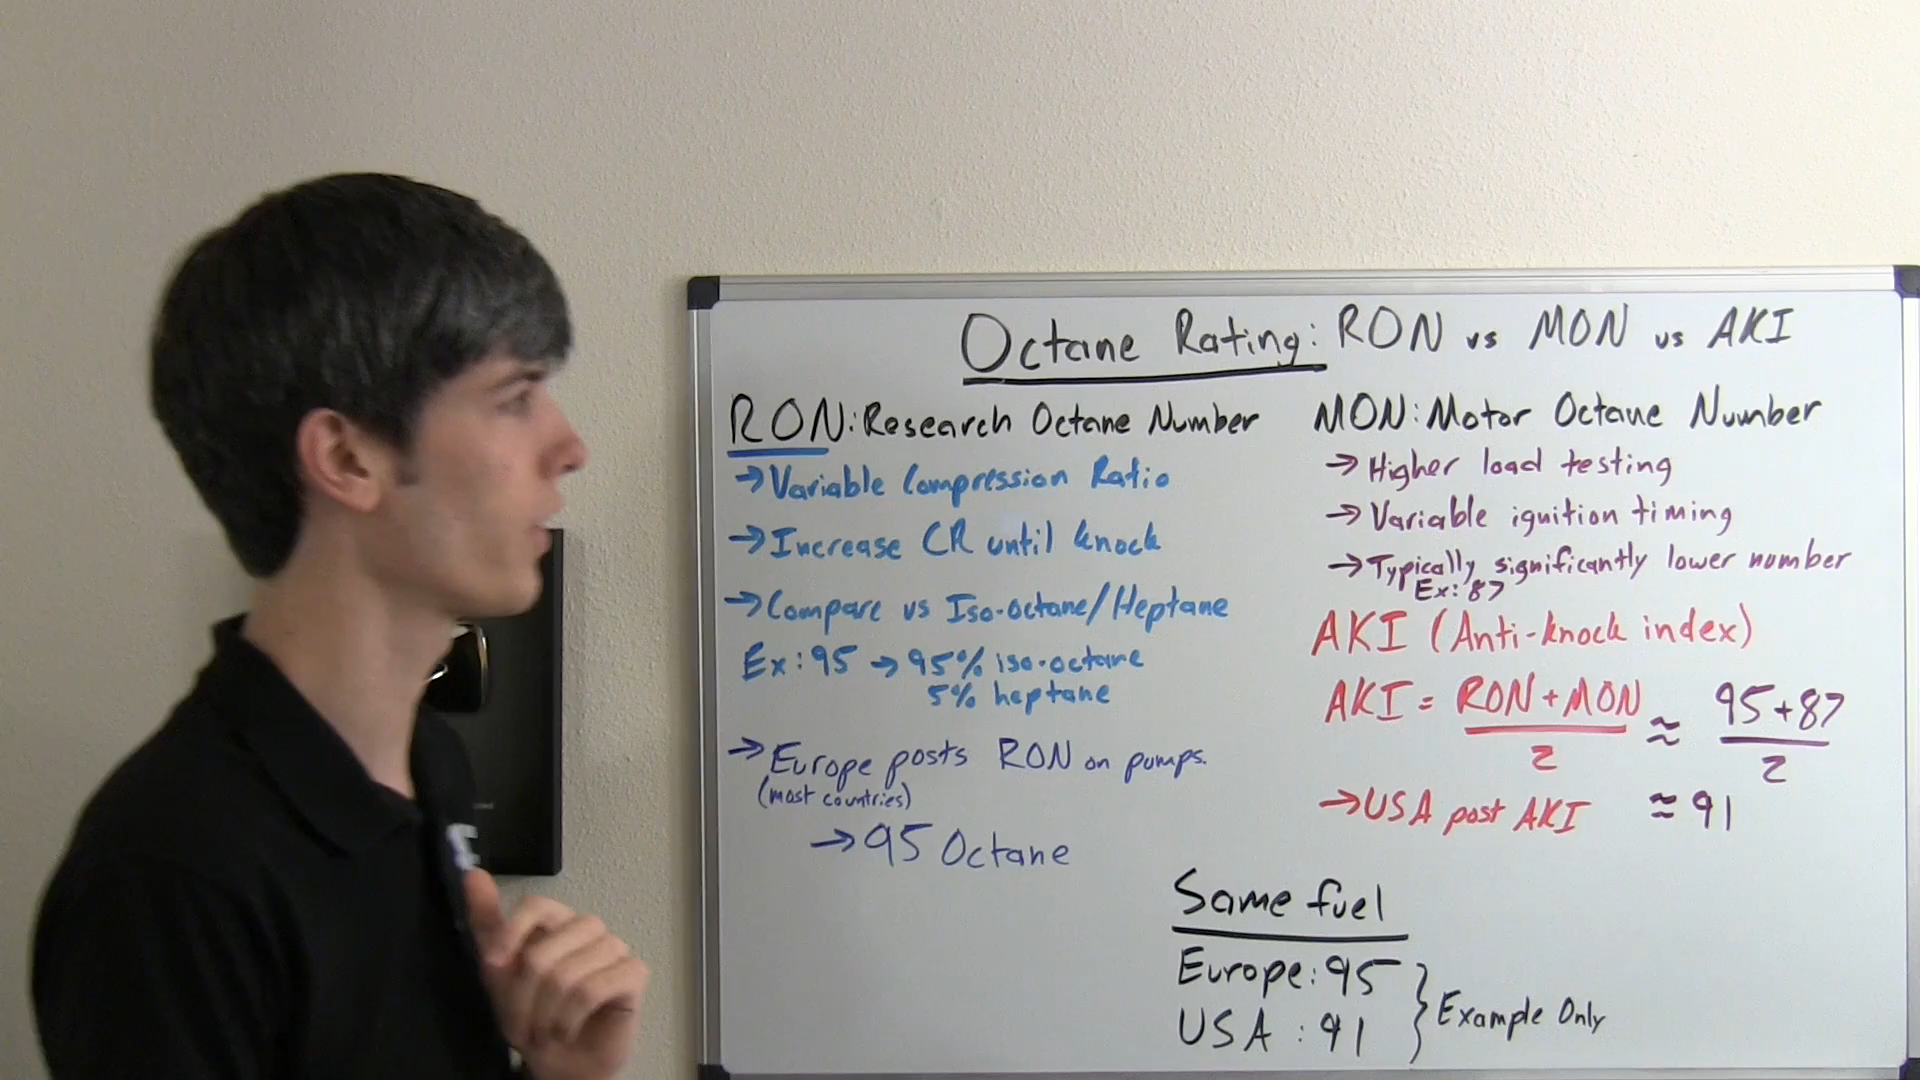 Octane Rating: RON vs MON vs AKI
RON: Research Octane Number
→ Variable Compression Ratio
→ Increase CR until knock
→ Compare vs Iso-octane/Heptane
Ex: 95 → 95% iso-octane
5% heptane
→ Europe posts RON on pumps.
(most countries)
→ 95 Octane
MON: Motor Octane Number
→ Higher load testing
→ Variable ignition timing
→ Typically significantly lower number
Ex: 87
AKI (Anti-knock index)
AKI = RON + MON / 2 ≈ 95+87 / 2
→ USA post AKI ≈ 91
Same fuel
Europe: 95
USA : 91
} Example Only